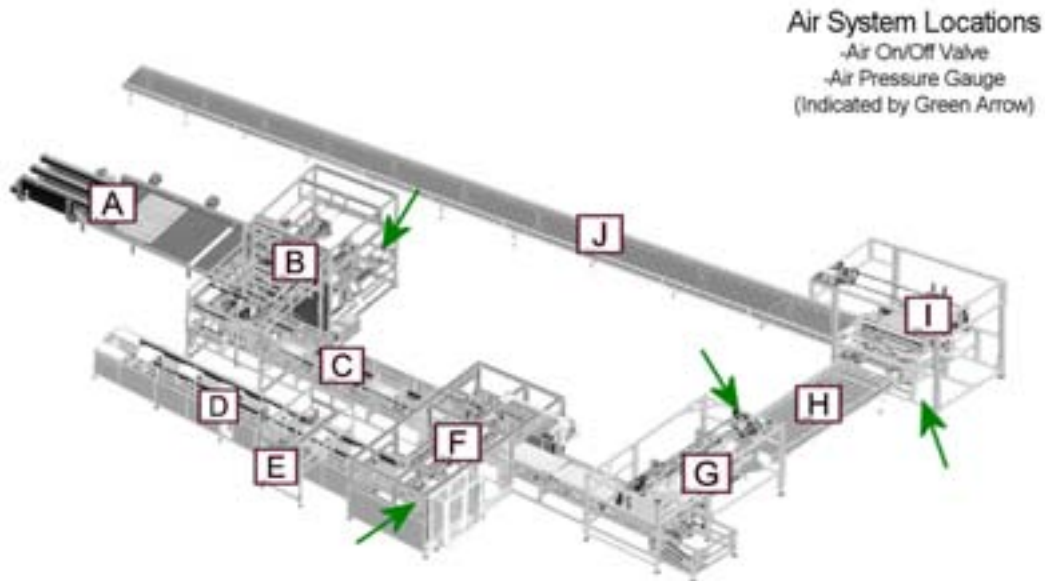 Air System Locations
-Air On/Off Valve
-Air Pressure Gauge
(Indicated by Green Arrow)
A
B
J
I
C
H
D
F
E
G